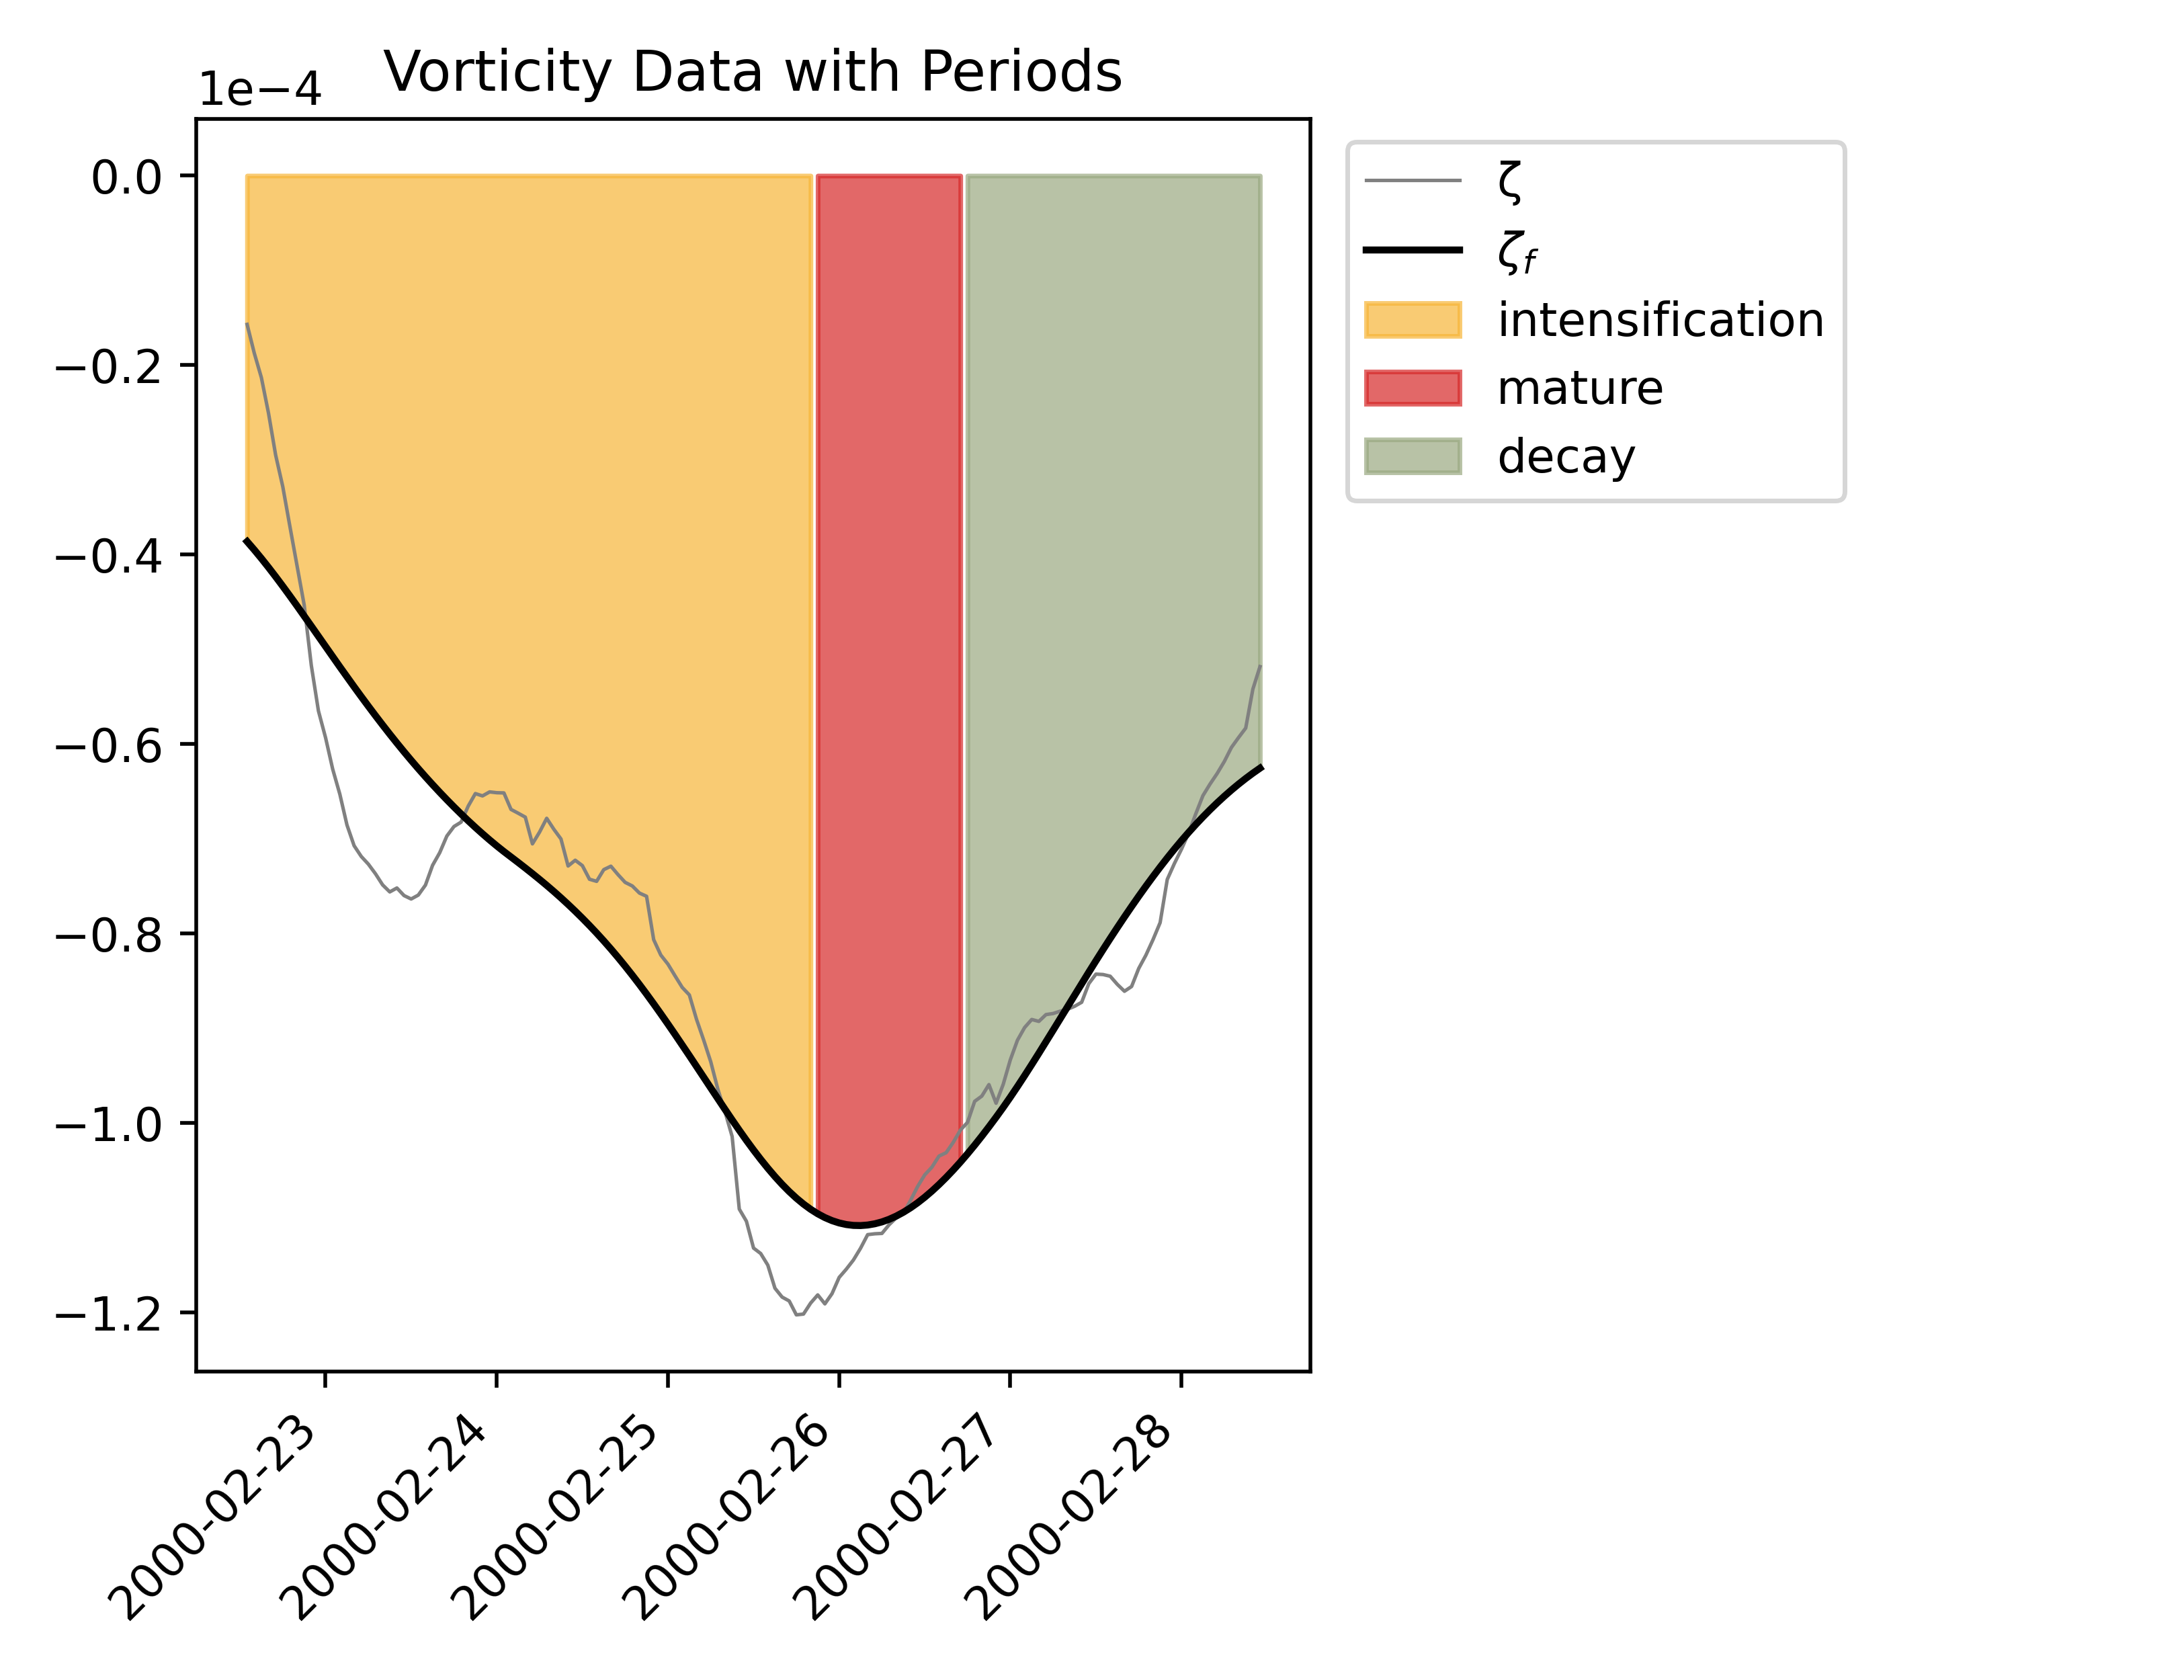 Vorticity Data with Periods
1e−4
0.0
−0.2
−0.4
−0.6
−0.8
−1.0
−1.2
2000-02-23
2000-02-24
2000-02-25
2000-02-26
2000-02-27
2000-02-28
ζ
ζf
intensification
mature
decay